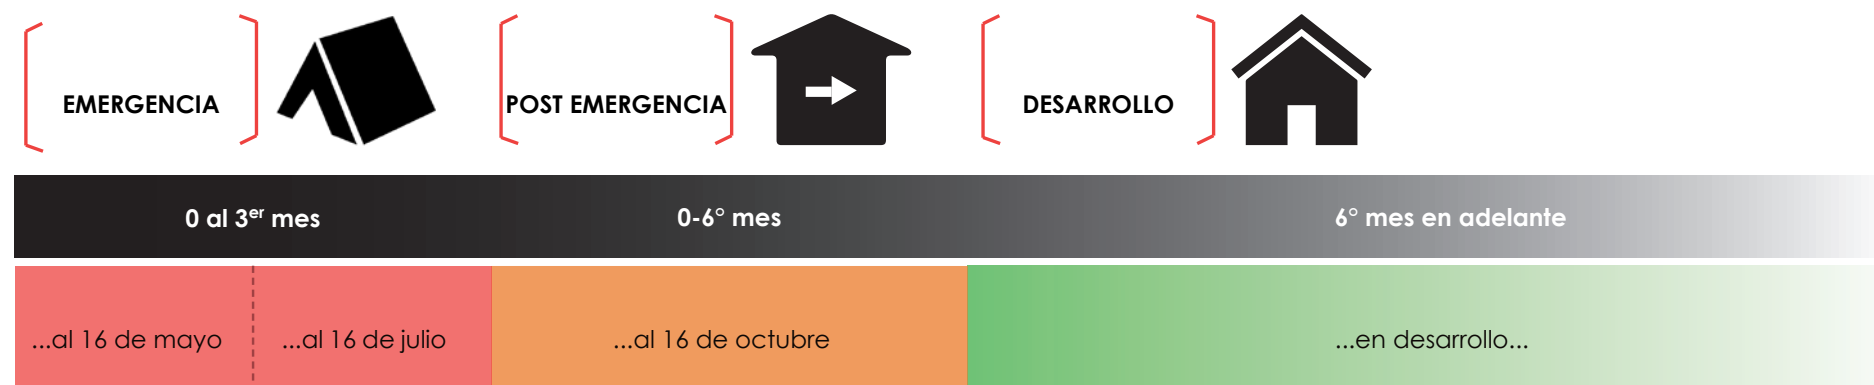 EMERGENCIA
POST EMERGENCIA
DESARROLLO
0 al 3er mes
0-6° mes
6° mes en adelante
...al 16 de mayo
...al 16 de julio
...al 16 de octubre
...en desarrollo...